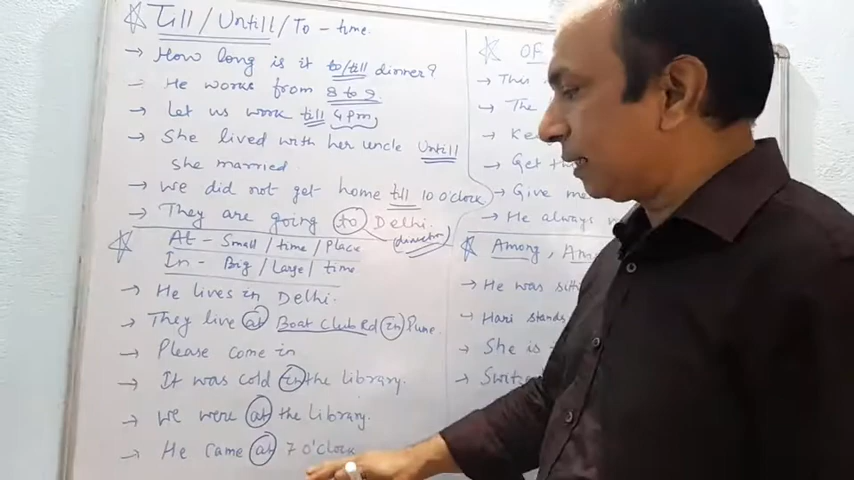 Till / Untill / To - time.
→ How long is it to/till dinner?
→ He works from 8 to 9
→ Let us work till 4 pm
→ She lived with her uncle Untill
she married.
→ We did not get home till 10 o'clock
→ They are going to Delhi.
(direction)
At - Small / time / Place
In - Big / Large / time
→ He lives in Delhi.
→ They live at Boat Club Rd in Pune.
→ Please come in
→ It was cold in the library.
→ We were at the library.
→ He came at 7 o'clock
OF
→ The
→ Get
→ Give me
→ He always
Among,
→ He was
→ Hari stands
→ She is
→